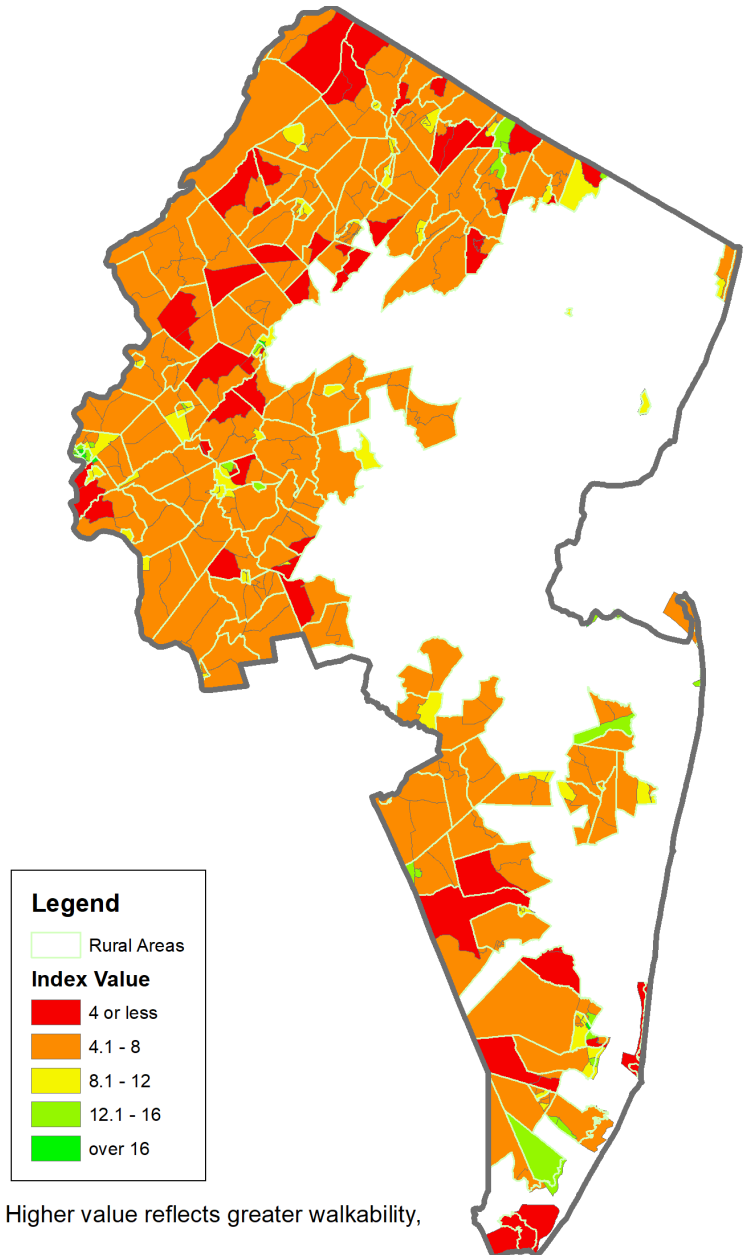 Legend
Rural Areas
Index Value
4 or less
4.1 - 8
8.1 - 12
12.1 - 16
over 16
Higher value reflects greater walkability,